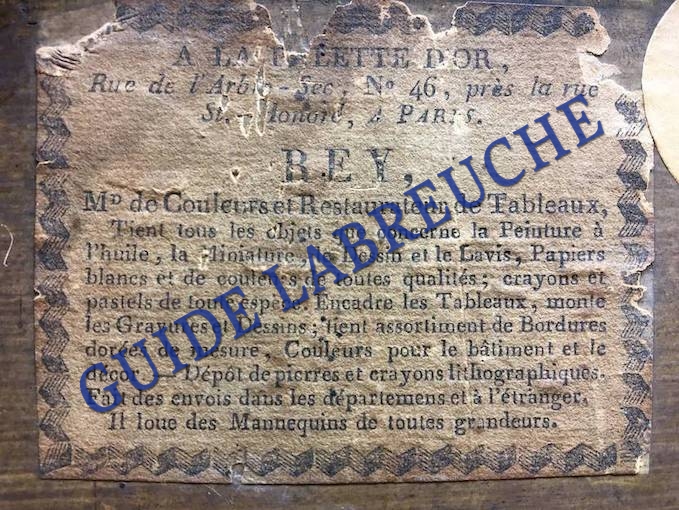 A LA PALETTE D'OR,
Rue de l'Arbre-Sec, Nº 46, près la rue
St.-Honoré, A PARIS.
REY,
Mᴰ de Couleurs et Restaurateur de Tableaux,
Tient tous les objets que concerne la Peinture à
l'huile, la Miniature, le Dessin et le Lavis, Papiers
blancs et de couleurs de toutes qualités; crayons et
pastels de toute espèce. Encadre les Tableaux, monte
les Gravures et Dessins; tient assortiment de Bordures
dorées de mesure, Couleurs pour le bâtiment et le
décor. Dépôt de pierres et crayons lithographiques.
Fait des envois dans les départemens et à l'étranger.
Il loue des Mannequins de toutes grandeurs.
GUIDE LABREUCHE